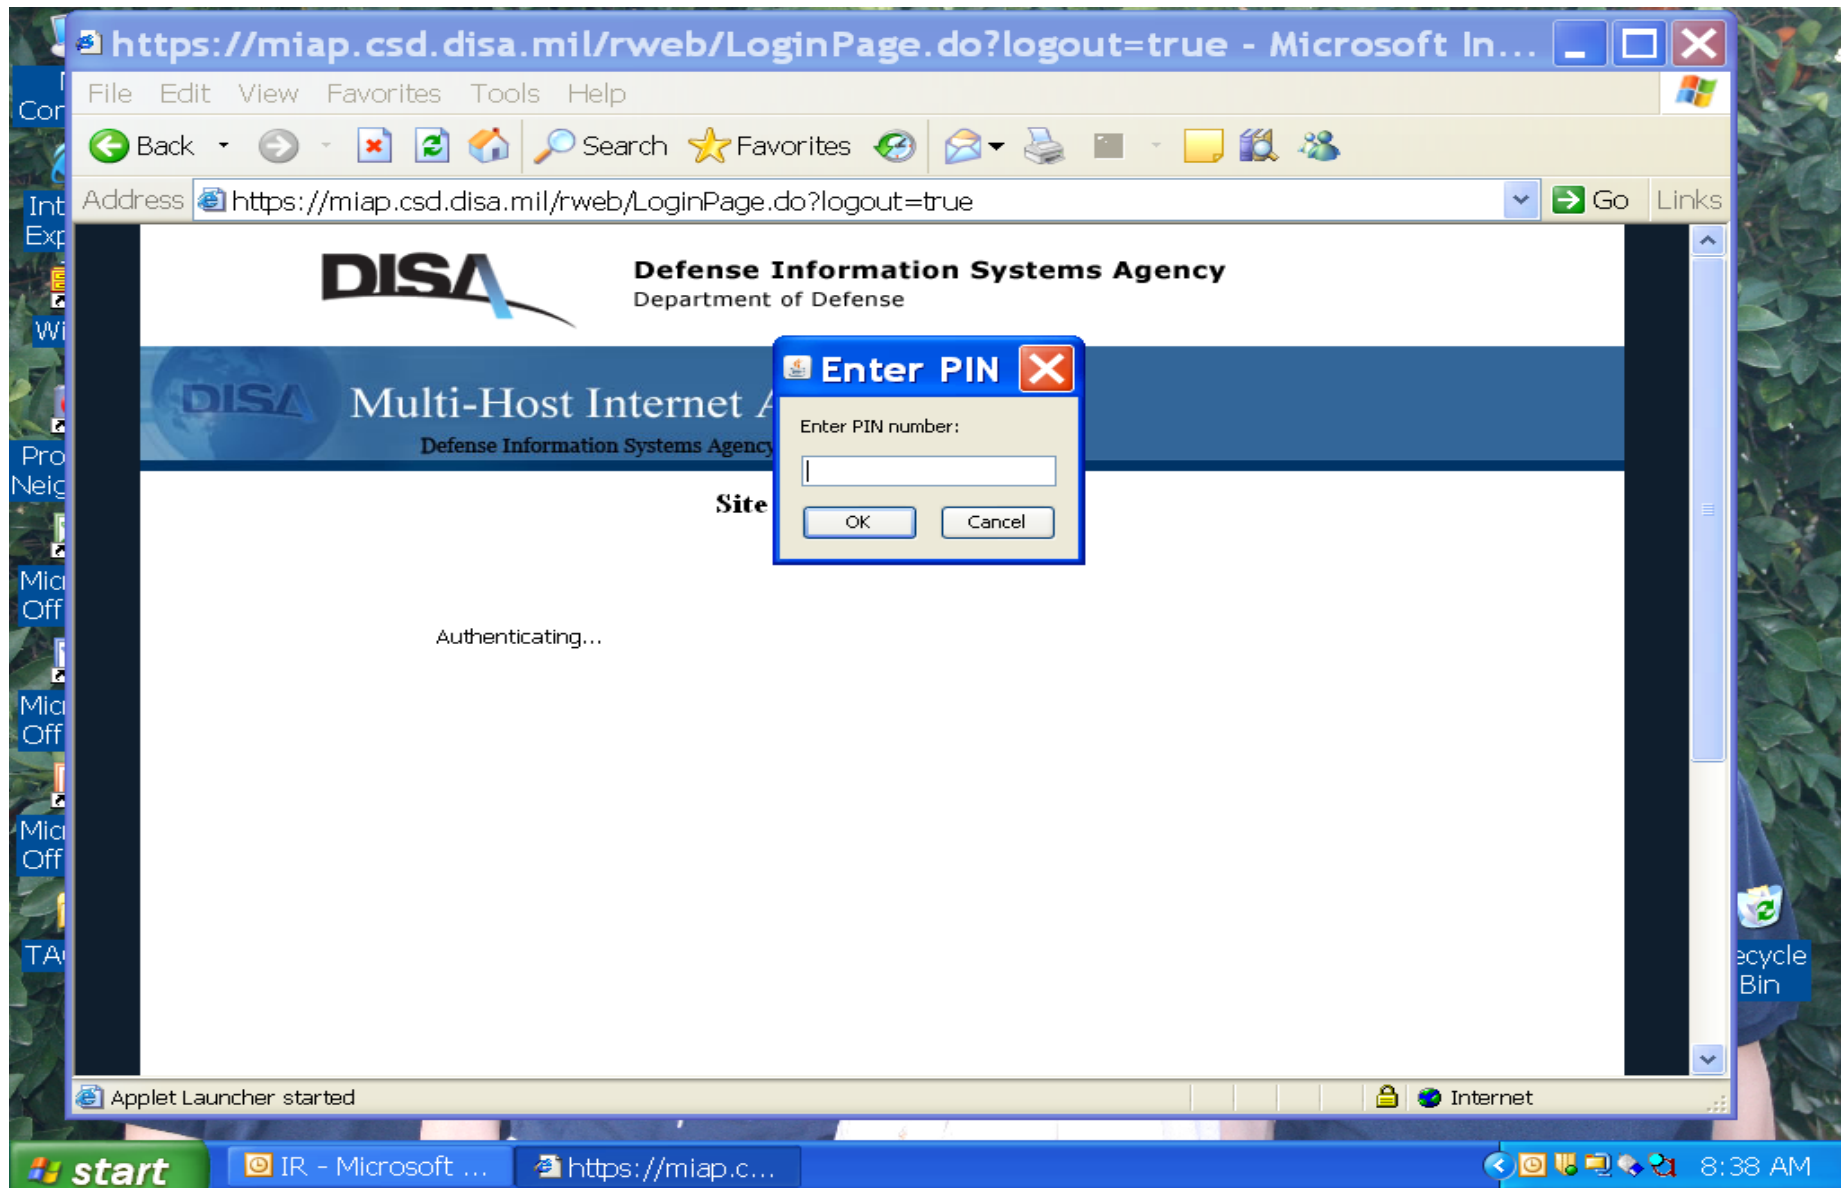 https://miap.csd.disa.mil/rweb/LoginPage.do?logout=true - Microsoft In...
File Edit View Favorites Tools Help
Back Search Favorites
Address https://miap.csd.disa.mil/rweb/LoginPage.do?logout=true Go Links
DISA
Defense Information Systems Agency
Department of Defense
DISA
Multi-Host Internet A
Defense Information Systems Agency
Enter PIN
Enter PIN number:
OK Cancel
Site
Authenticating...
Cor
Int
Exp
Wi
Pro
Neig
Micr
Off
Micr
Off
Micr
Off
TA
ecycle
Bin
Applet Launcher started Internet
start IR - Microsoft ... https://miap.c... 8:38 AM